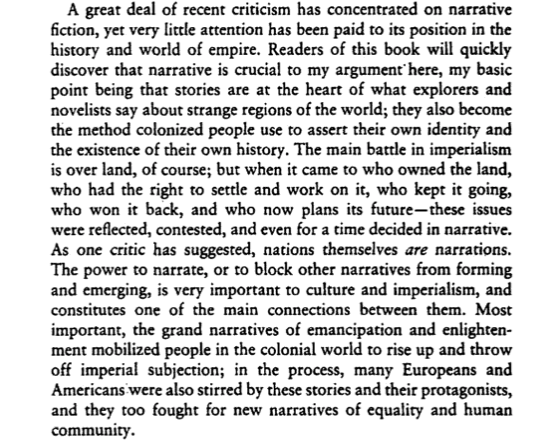 A great deal of recent criticism has concentrated on narrative
fiction, yet very little attention has been paid to its position in the
history and world of empire. Readers of this book will quickly
discover that narrative is crucial to my argument here, my basic
point being that stories are at the heart of what explorers and
novelists say about strange regions of the world; they also become
the method colonized people use to assert their own identity and
the existence of their own history. The main battle in imperialism
is over land, of course; but when it came to who owned the land,
who had the right to settle and work on it, who kept it going,
who won it back, and who now plans its future—these issues
were reflected, contested, and even for a time decided in narrative.
As one critic has suggested, nations themselves are narrations.
The power to narrate, or to block other narratives from forming
and emerging, is very important to culture and imperialism, and
constitutes one of the main connections between them. Most
important, the grand narratives of emancipation and enlighten-
ment mobilized people in the colonial world to rise up and throw
off imperial subjection; in the process, many Europeans and
Americans were also stirred by these stories and their protagonists,
and they too fought for new narratives of equality and human
community.